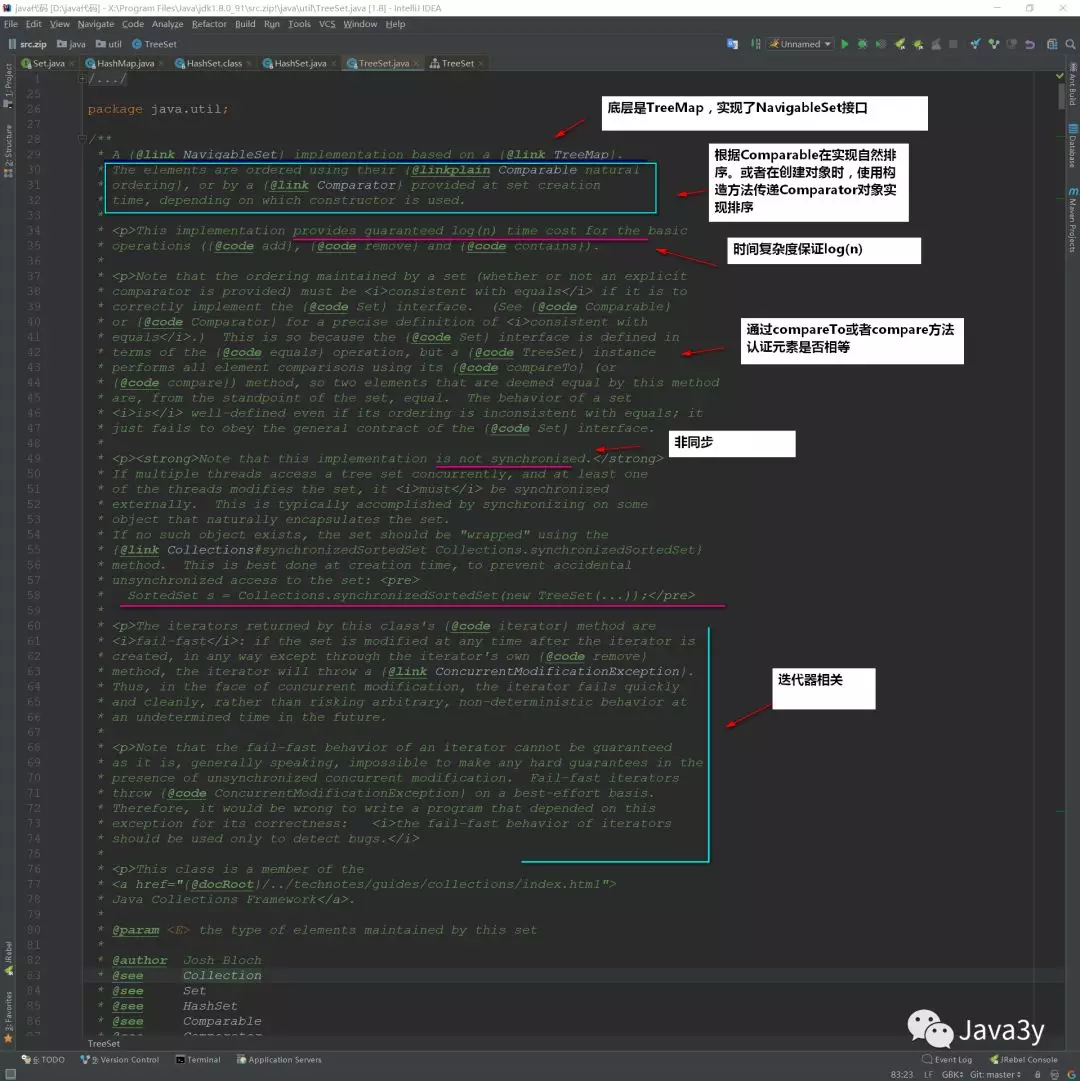 java代码 [D:\java代码] - X:\Program Files\Java\jdk1.8.0_91\src.zip!\java\util\TreeSet.java [1.8] - IntelliJ IDEA
File Edit View Navigate Code Analyze Refactor Build Run Tools VCS Window Help
src.zip java util TreeSet
Unnamed
Set.java HashMap.java HashSet.class HashSet.java TreeSet.java TreeSet
1: Project
2: Structure
JRebel
2: Favorites
Ant Build
Database
Maven Projects
1 /.../
25
26 package java.util;
27
28 /**
29 * A {@link NavigableSet} implementation based on a {@link TreeMap}.
30 * The elements are ordered using their {@linkplain Comparable natural
31 * ordering}, or by a {@link Comparator} provided at set creation
32 * time, depending on which constructor is used.
33 *
34 * <p>This implementation provides guaranteed log(n) time cost for the basic
35 * operations ({@code add}, {@code remove} and {@code contains}).
36 *
37 * <p>Note that the ordering maintained by a set (whether or not an explicit
38 * comparator is provided) must be <i>consistent with equals</i> if it is to
39 * correctly implement the {@code Set} interface.  (See {@code Comparable}
40 * or {@code Comparator} for a precise definition of <i>consistent with
41 * equals</i>.)  This is so because the {@code Set} interface is defined in
42 * terms of the {@code equals} operation, but a {@code TreeSet} instance
43 * performs all element comparisons using its {@code compareTo} (or
44 * {@code compare}) method, so two elements that are deemed equal by this method
45 * are, from the standpoint of the set, equal.  The behavior of a set
46 * <i>is</i> well-defined even if its ordering is inconsistent with equals; it
47 * just fails to obey the general contract of the {@code Set} interface.
48 *
49 * <p><strong>Note that this implementation is not synchronized.</strong>
50 * If multiple threads access a tree set concurrently, and at least one
51 * of the threads modifies the set, it <i>must</i> be synchronized
52 * externally.  This is typically accomplished by synchronizing on some
53 * object that naturally encapsulates the set.
54 * If no such object exists, the set should be "wrapped" using the
55 * {@link Collections#synchronizedSortedSet Collections.synchronizedSortedSet}
56 * method.  This is best done at creation time, to prevent accidental
57 * unsynchronized access to the set: <pre>
58 *   SortedSet s = Collections.synchronizedSortedSet(new TreeSet(...));</pre>
59 *
60 * <p>The iterators returned by this class's {@code iterator} method are
61 * <i>fail-fast</i>: if the set is modified at any time after the iterator is
62 * created, in any way except through the iterator's own {@code remove}
63 * method, the iterator will throw a {@link ConcurrentModificationException}.
64 * Thus, in the face of concurrent modification, the iterator fails quickly
65 * and cleanly, rather than risking arbitrary, non-deterministic behavior at
66 * an undetermined time in the future.
67 *
68 * <p>Note that the fail-fast behavior of an iterator cannot be guaranteed
69 * as it is, generally speaking, impossible to make any hard guarantees in the
70 * presence of unsynchronized concurrent modification.  Fail-fast iterators
71 * throw {@code ConcurrentModificationException} on a best-effort basis.
72 * Therefore, it would be wrong to write a program that depended on this
73 * exception for its correctness:   <i>the fail-fast behavior of iterators
74 * should be used only to detect bugs.</i>
75 *
76 * <p>This class is a member of the
77 * <a href="{@docRoot}/../technotes/guides/collections/index.html">
78 * Java Collections Framework</a>.
79 *
80 * @param <E> the type of elements maintained by this set
81 *
82 * @author Josh Bloch
83 * @see Collection
84 * @see Set
85 * @see HashSet
86 * @see Comparable
底层是TreeMap，实现了NavigableSet接口
根据Comparable在实现自然排
序。或者在创建对象时，使用构
造方法传递Comparator对象实
现排序
时间复杂度保证log(n)
通过compareTo或者compare方法
认证元素是否相等
非同步
迭代器相关
TreeSet
Java3y
6: TODO 9: Version Control Terminal Application Servers Event Log JRebel Console
83:23 LF GBK Git: master